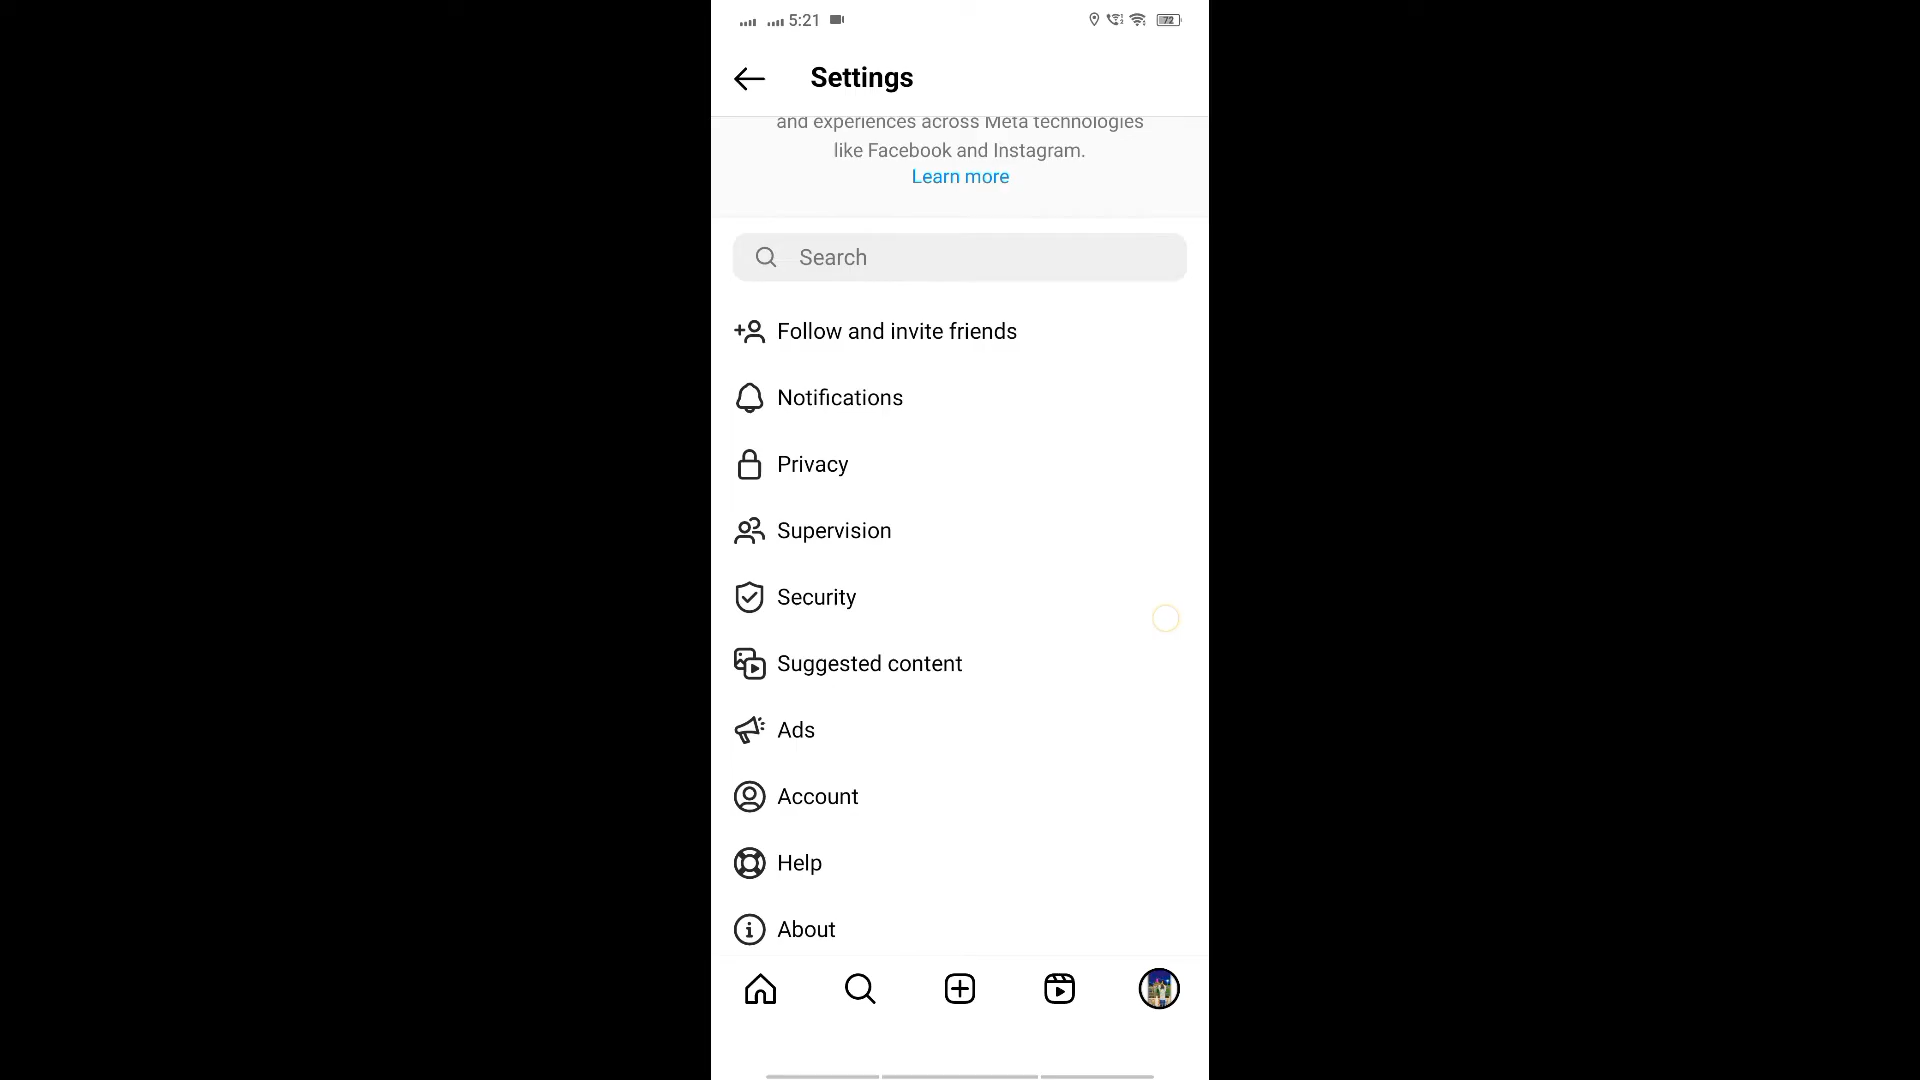 5:21
72
Settings
and experiences across Meta technologies
like Facebook and Instagram.
Learn more
Search
Follow and invite friends
Notifications
Privacy
Supervision
Security
Suggested content
Ads
Account
Help
About